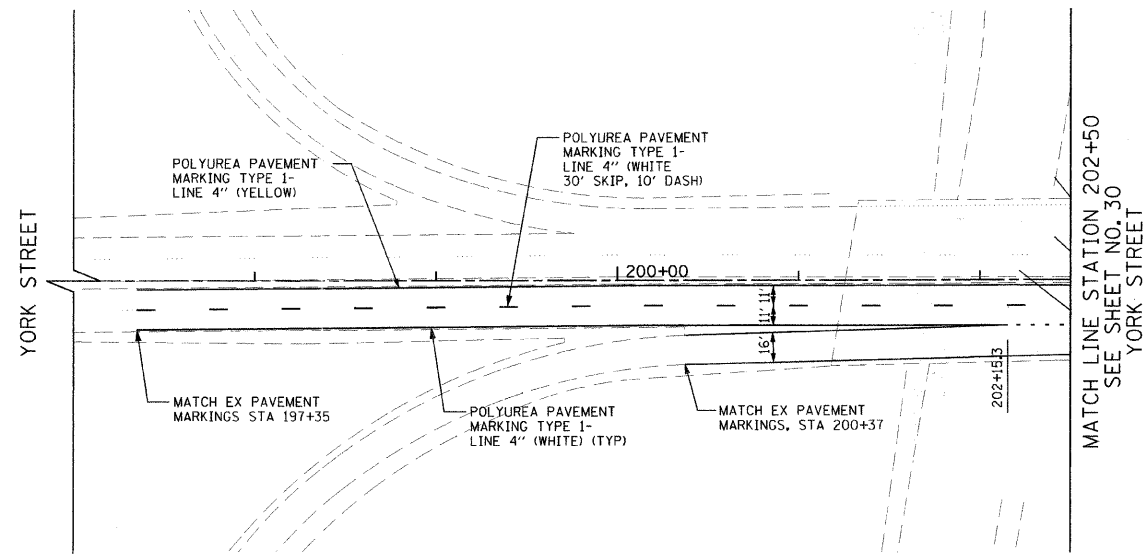 POLYUREA PAVEMENT
MARKING TYPE 1-
LINE 4" (WHITE
30' SKIP, 10' DASH)
POLYUREA PAVEMENT
MARKING TYPE 1-
LINE 4" (YELLOW)
YORK STREET
200+00
11'
11'
16'
202+15.3
MATCH EX PAVEMENT
MARKINGS STA 197+35
POLYUREA PAVEMENT
MARKING TYPE 1-
LINE 4" (WHITE) (TYP)
MATCH EX PAVEMENT
MARKINGS, STA 200+37
MATCH LINE STATION 202+50
SEE SHEET NO. 30
YORK STREET